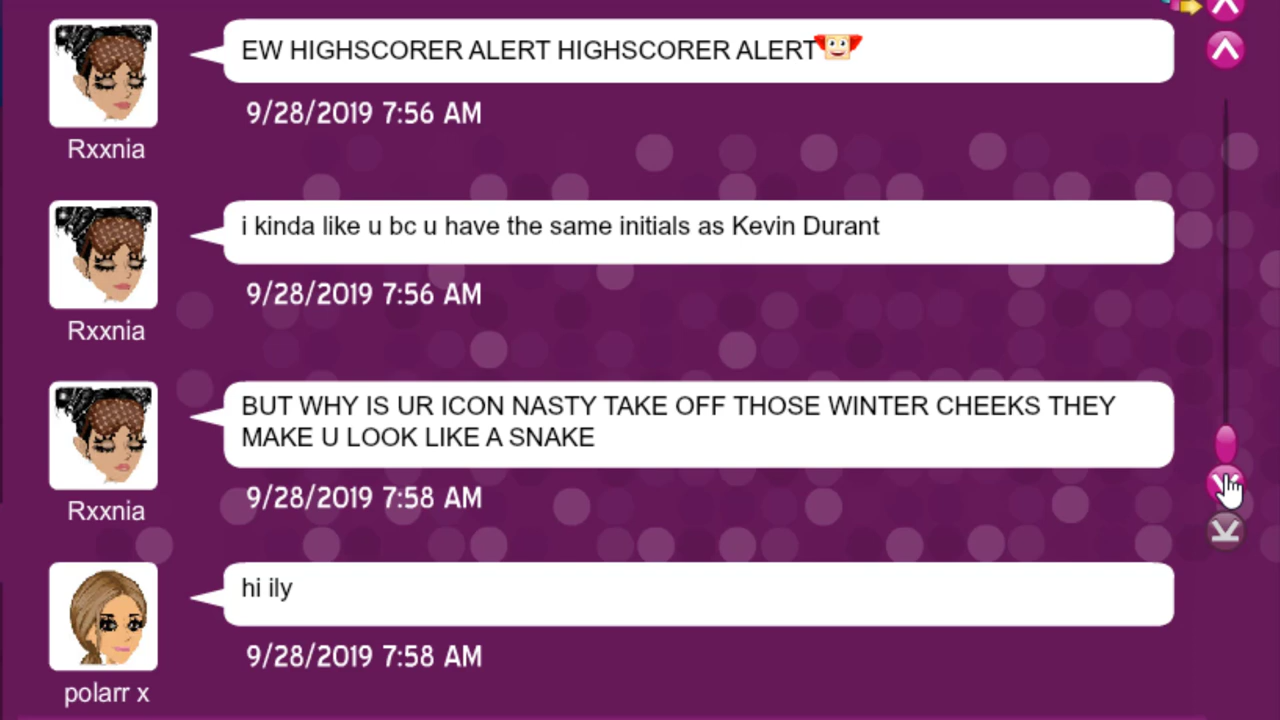 EW HIGHSCORER ALERT HIGHSCORER ALERT
9/28/2019 7:56 AM
Rxxnia
i kinda like u bc u have the same initials as Kevin Durant
9/28/2019 7:56 AM
Rxxnia
BUT WHY IS UR ICON NASTY TAKE OFF THOSE WINTER CHEEKS THEY
MAKE U LOOK LIKE A SNAKE
9/28/2019 7:58 AM
Rxxnia
hi ily
9/28/2019 7:58 AM
polarr x